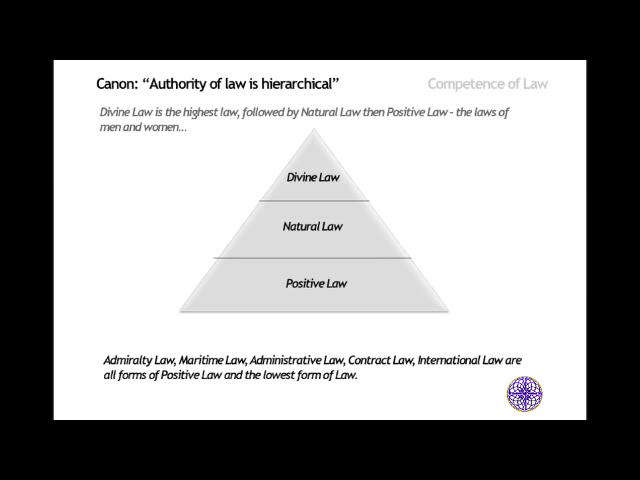 Canon: “Authority of law is hierarchical”
Competence of Law
Divine Law is the highest law, followed by Natural Law then Positive Law - the laws of
men and women...
Divine Law
Natural Law
Positive Law
Admiralty Law, Maritime Law, Administrative Law, Contract Law, International Law are
all forms of Positive Law and the lowest form of Law.